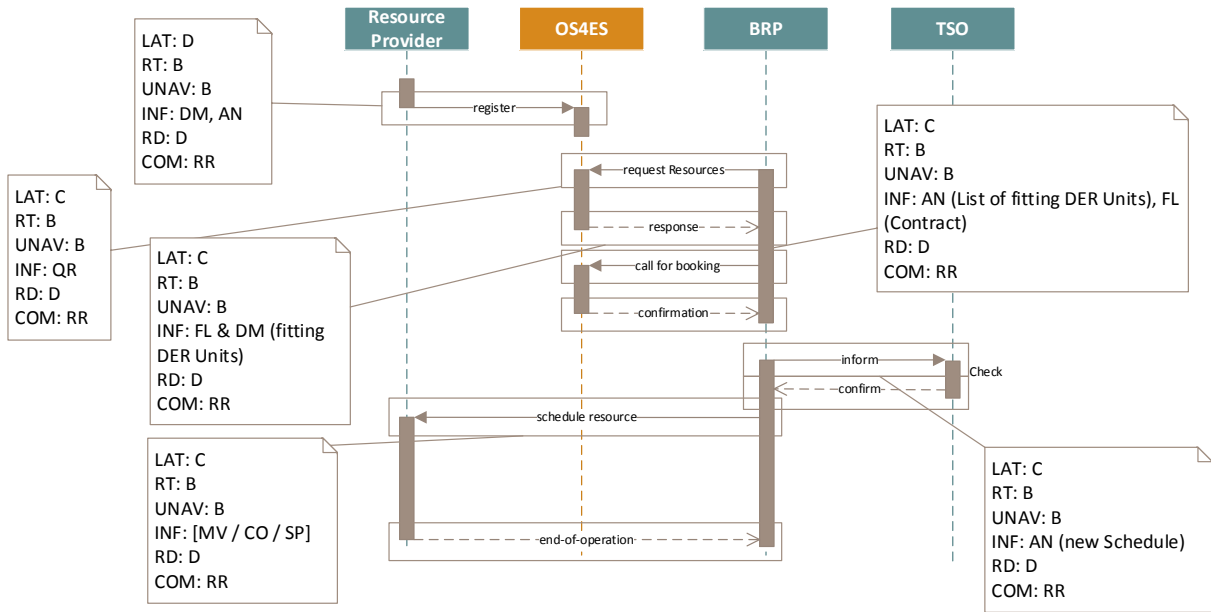 Resource
Provider
OS4ES
BRP
TSO
LAT: D
RT: B
UNAV: B
INF: DM, AN
RD: D
COM: RR
register
LAT: C
RT: B
UNAV: B
INF: AN (List of fitting DER Units), FL
(Contract)
RD: D
COM: RR
request Resources
LAT: C
RT: B
UNAV: B
INF: QR
RD: D
COM: RR
response
LAT: C
RT: B
UNAV: B
INF: FL & DM (fitting
DER Units)
RD: D
COM: RR
call for booking
confirmation
inform
Check
confirm
schedule resource
LAT: C
RT: B
UNAV: B
INF: [MV / CO / SP]
RD: D
COM: RR
LAT: C
RT: B
UNAV: B
INF: AN (new Schedule)
RD: D
COM: RR
end-of-operation